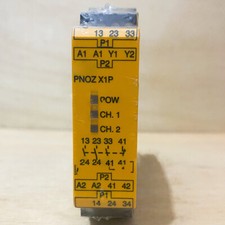 13 23 33
P1
A1 A1 Y1 Y2
P2
PNOZ X1P
POW
CH. 1
CH. 2
13 23 33 41
24 24 41 41
P2
A2 A2 41 42
P1
14 24 34